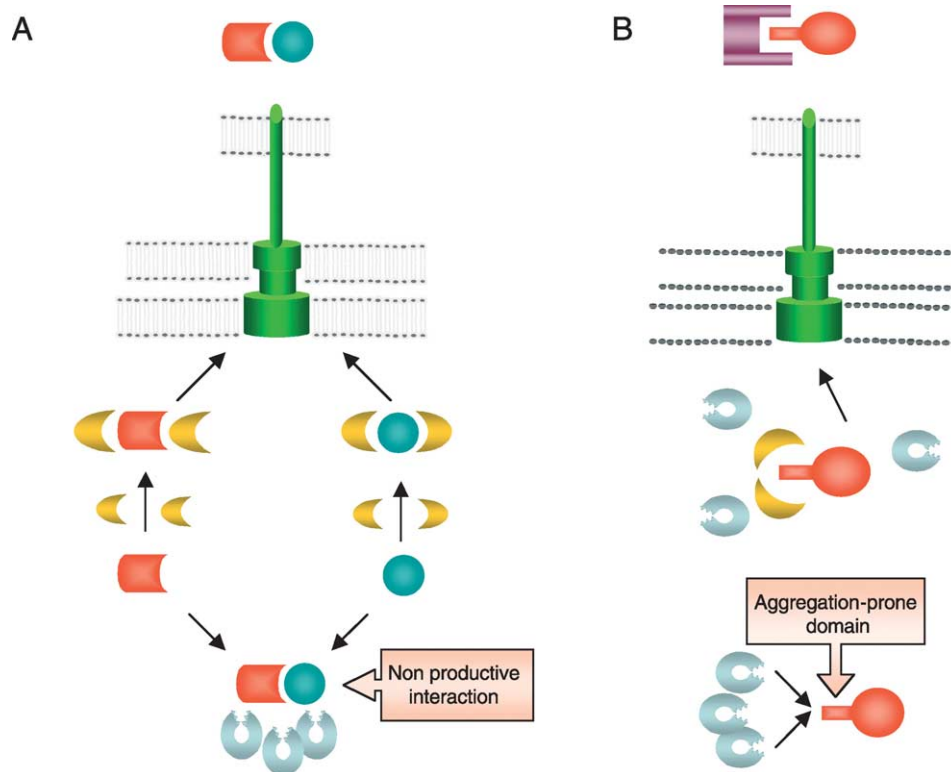 A
B
Non productive
interaction
Aggregation-prone
domain